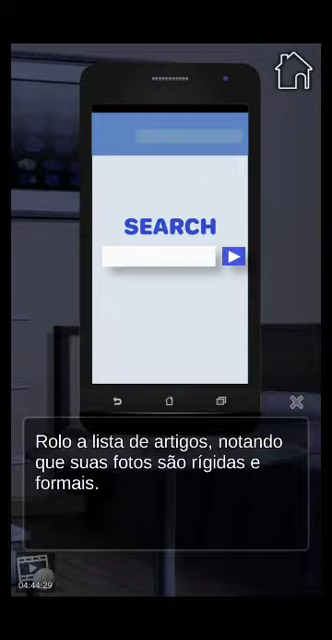 SEARCH
Rolo a lista de artigos, notando
que suas fotos são rígidas e
formais.
04:44:29